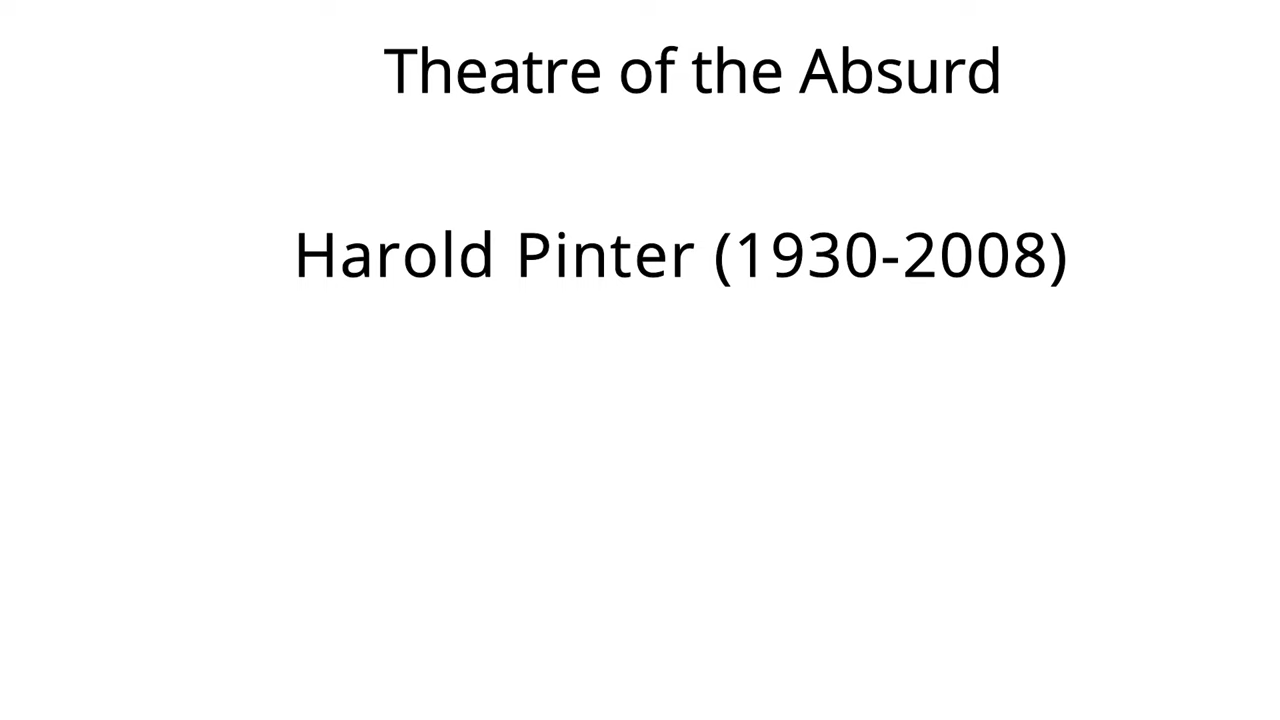 Theatre of the Absurd
Harold Pinter (1930-2008)